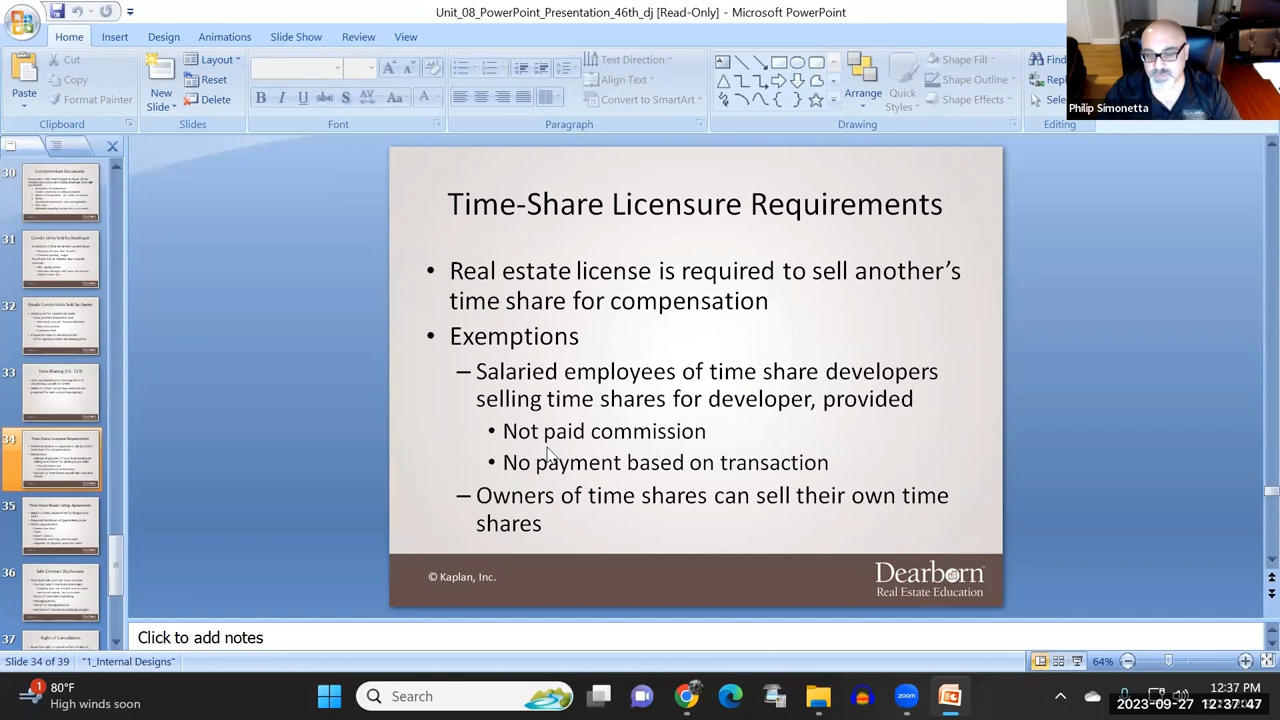 Unit_08 PowerPoint_Presentation_46th_dj [Read-Only] - Microsoft PowerPoint
Home Insert Design Animations Slide Show Review View
Cut
Copy
Format Painter
Paste
Clipboard
New
Slide
Layout
Reset
Delete
Slides
B I U abe S AV Aa A
Font
Text Direction
Align Text
Convert to SmartArt
Paragraph
Arrange
Quick
Styles
Shape Fill
Shape Outline
Shape Effects
Drawing
Find
Editing
Philip Simonetta
30
31
32
33
34
35
36
37
Time-Share Licensure Requirements
• Real estate license is required to sell another's
time share for compensation
• Exemptions
– Salaried employees of time share developers
selling time shares for developer, provided
• Not paid commission
No payment based on transaction
– Owners of time shares can sell their own time
shares
© Kaplan, Inc.
Dearborn
Real Estate Education
Click to add notes
Slide 34 of 39
"1_Internal Designs"
64%
1
80°F
High winds soon
Search
zoom
12:37 PM
2023-09-27 12:37:47